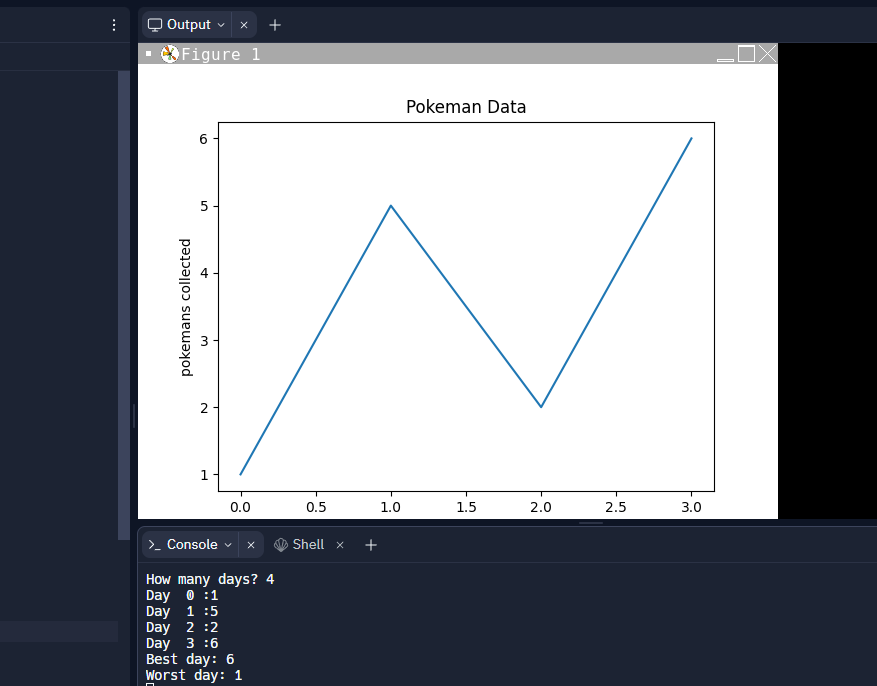 Output
Figure 1
Pokeman Data
pokemans collected
6
5
4
3
2
1
0.0 0.5 1.0 1.5 2.0 2.5 3.0
Console Shell
How many days? 4
Day  0 :1
Day  1 :5
Day  2 :2
Day  3 :6
Best day: 6
Worst day: 1